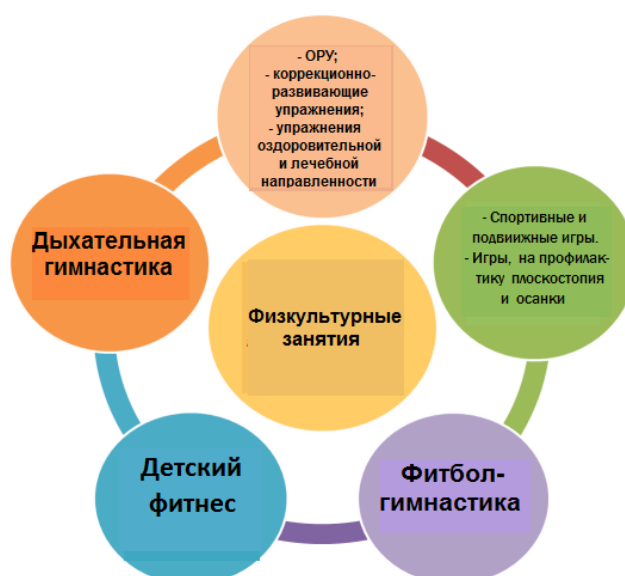 - ОРУ;
- коррекционно-
развивающие
упражнения;
- упражнения
оздоровительной
и лечебной
направленности
- Спортивные и
подвиижные игры.
- Игры, на профилак-
тику плоскостопия
и осанки
Дыхательная
гимнастика
Физкультурные
занятия
Детский
фитнес
Фитбол-
гимнастика